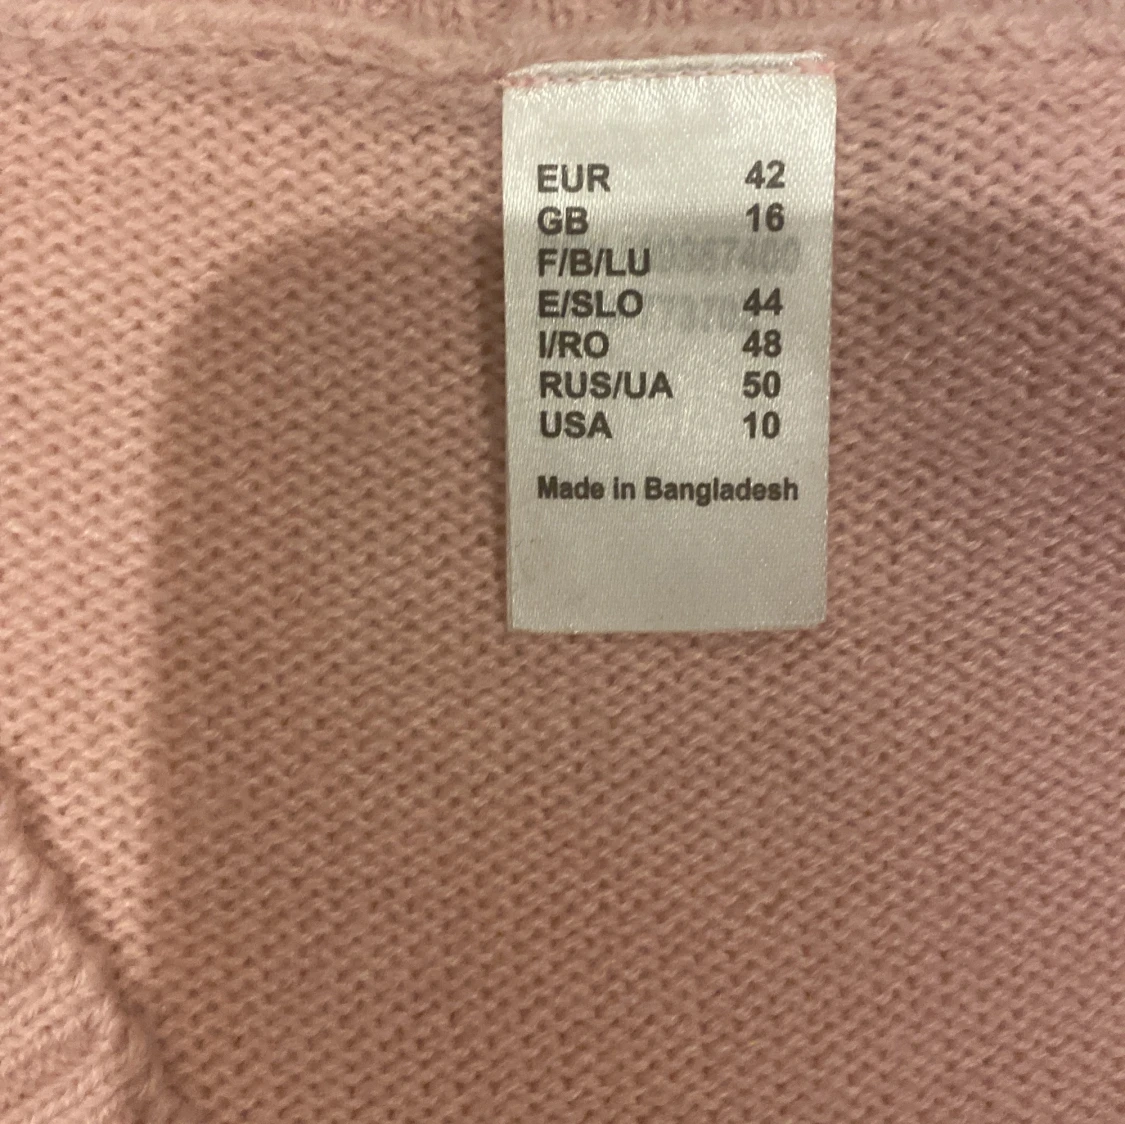 EUR 42
GB 16
F/B/LU
E/SLO 44
I/RO 48
RUS/UA 50
USA 10
Made in Bangladesh